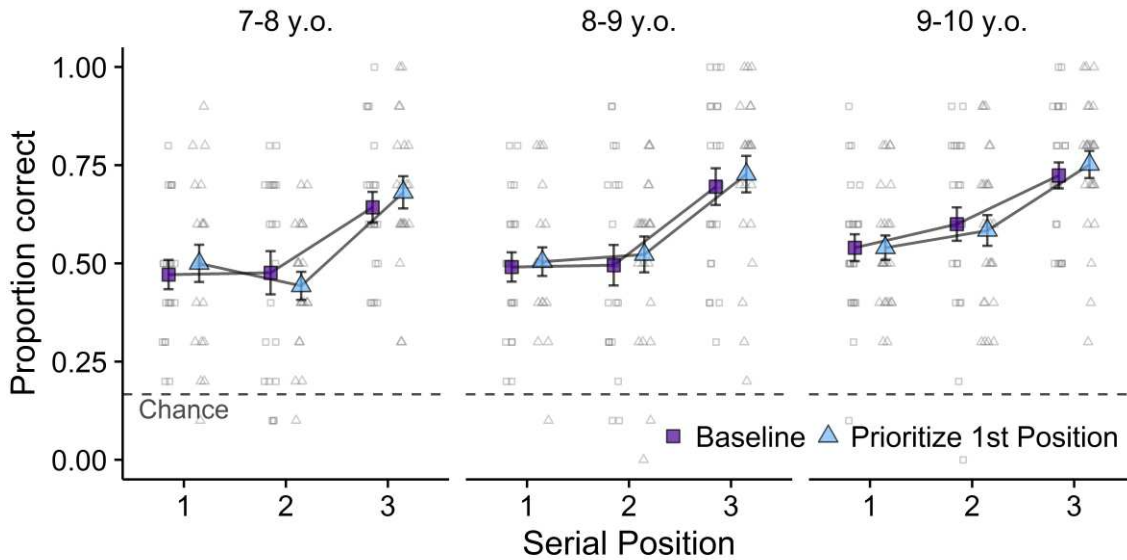 7-8 y.o. 8-9 y.o. 9-10 y.o.
Proportion correct
1.00
0.75
0.50
0.25
0.00
Chance
Baseline Prioritize 1st Position
1 2 3 1 2 3 1 2 3
Serial Position